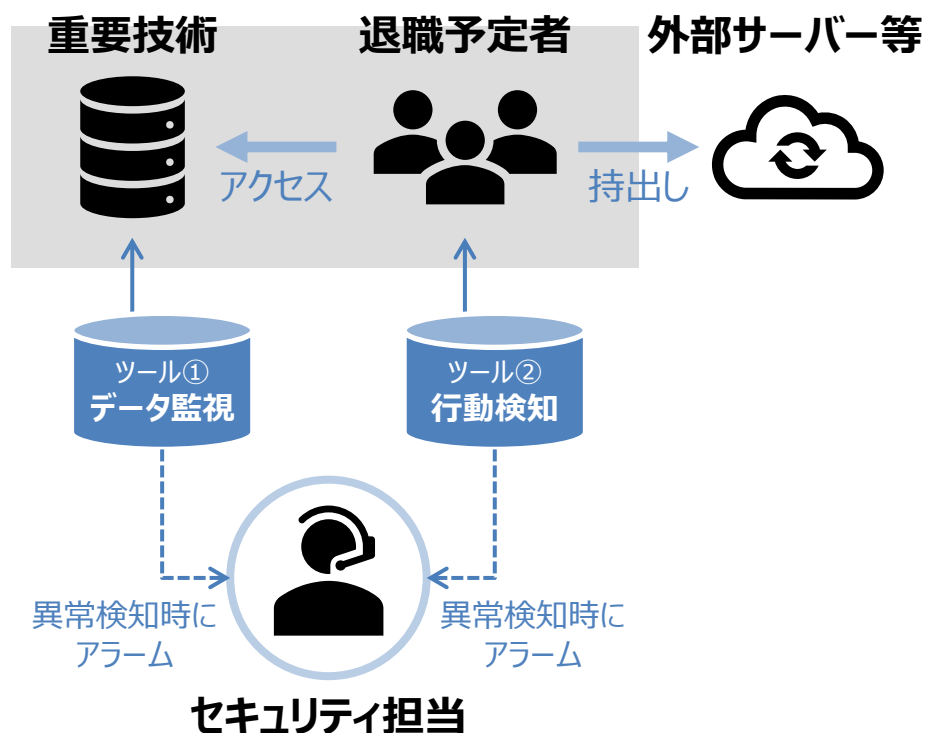 重要技術
退職予定者
外部サーバー等
アクセス
持出し
ツール①
データ監視
ツール②
行動検知
異常検知時に
アラーム
異常検知時に
アラーム
セキュリティ担当